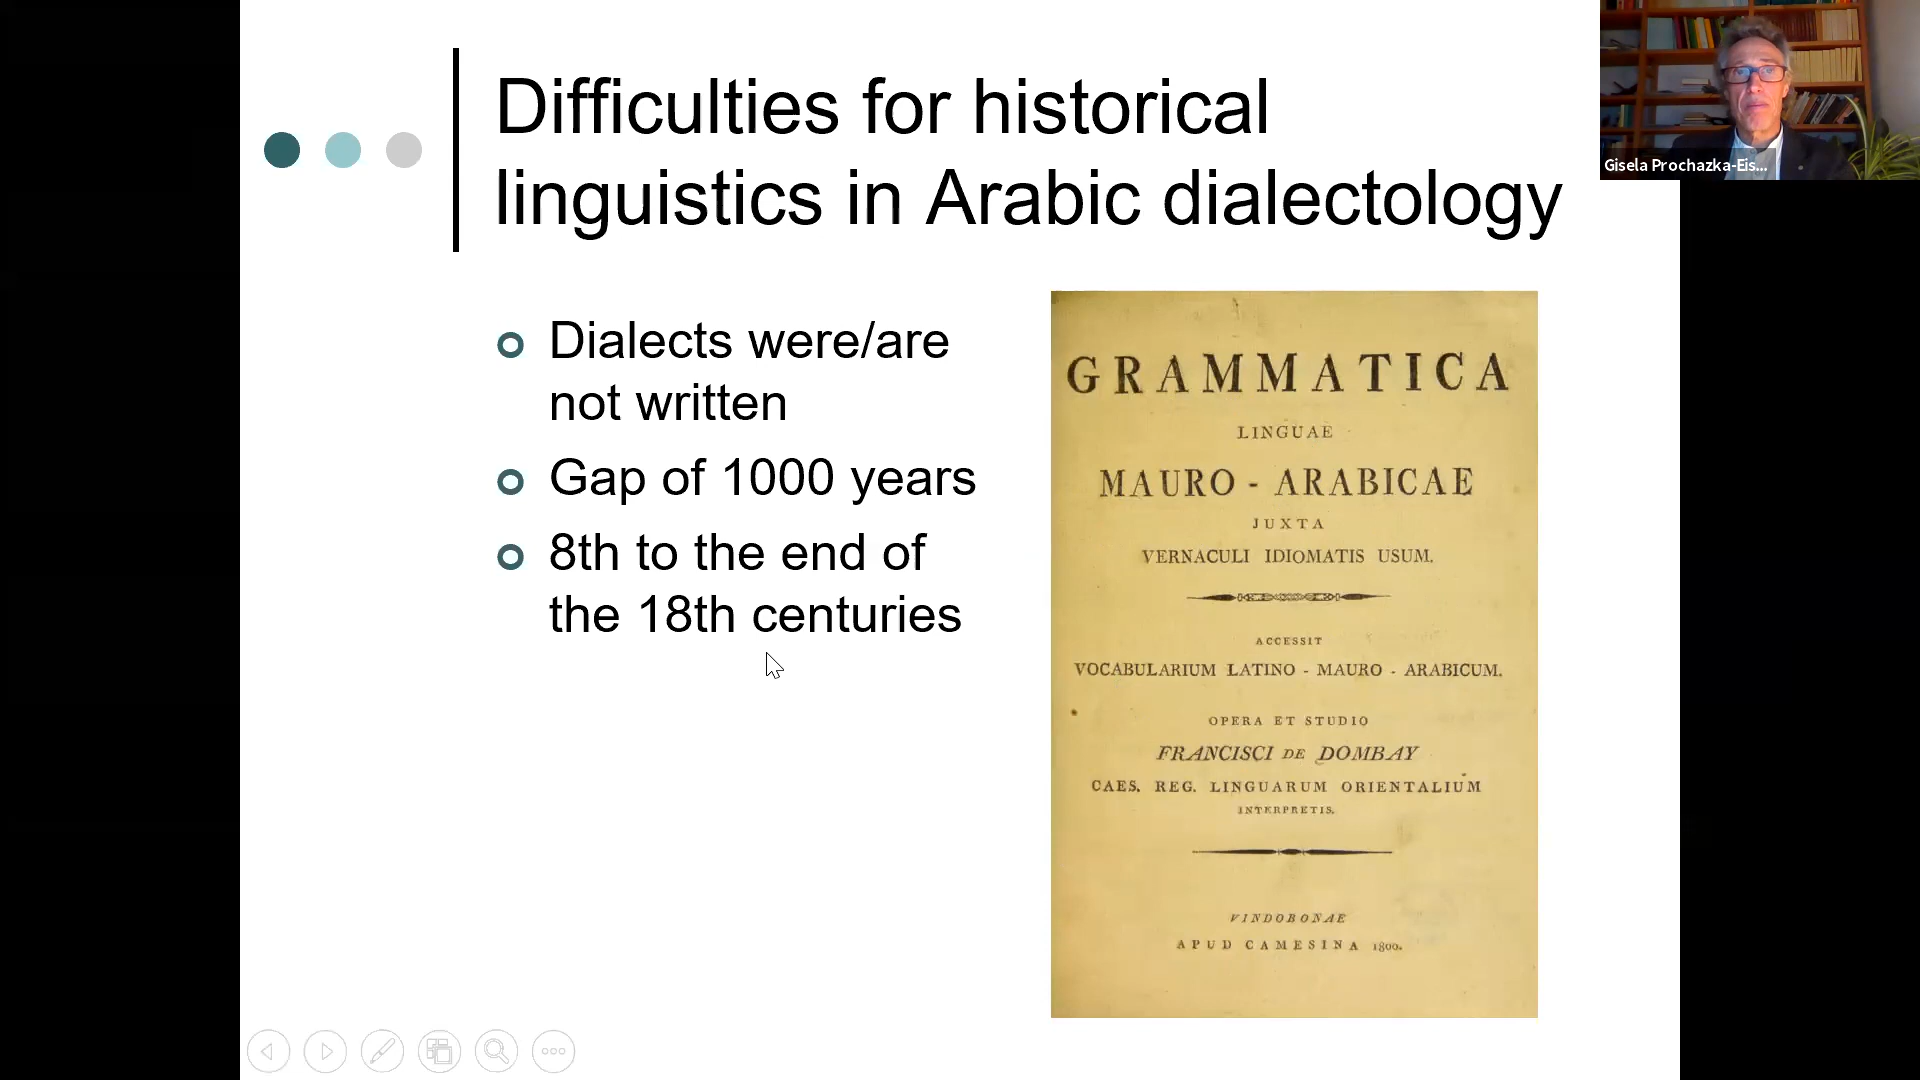 Difficulties for historical
linguistics in Arabic dialectology
Gisela Prochazka-Eis...
Dialects were/are
not written
Gap of 1000 years
8th to the end of
the 18th centuries
GRAMMATICA
LINGUAE
MAURO - ARABICAE
JUXTA
VERNACULI IDIOMATIS USUM.
ACCESSIT
VOCABULARIUM LATINO - MAURO - ARABICUM.
OPERA ET STUDIO
FRANCISCI DE DOMBAY
CAES. REG. LINGUARUM ORIENTALIUM
INTERPRETIS.
VINDOBONAE
APUD CAMESINA 1800.